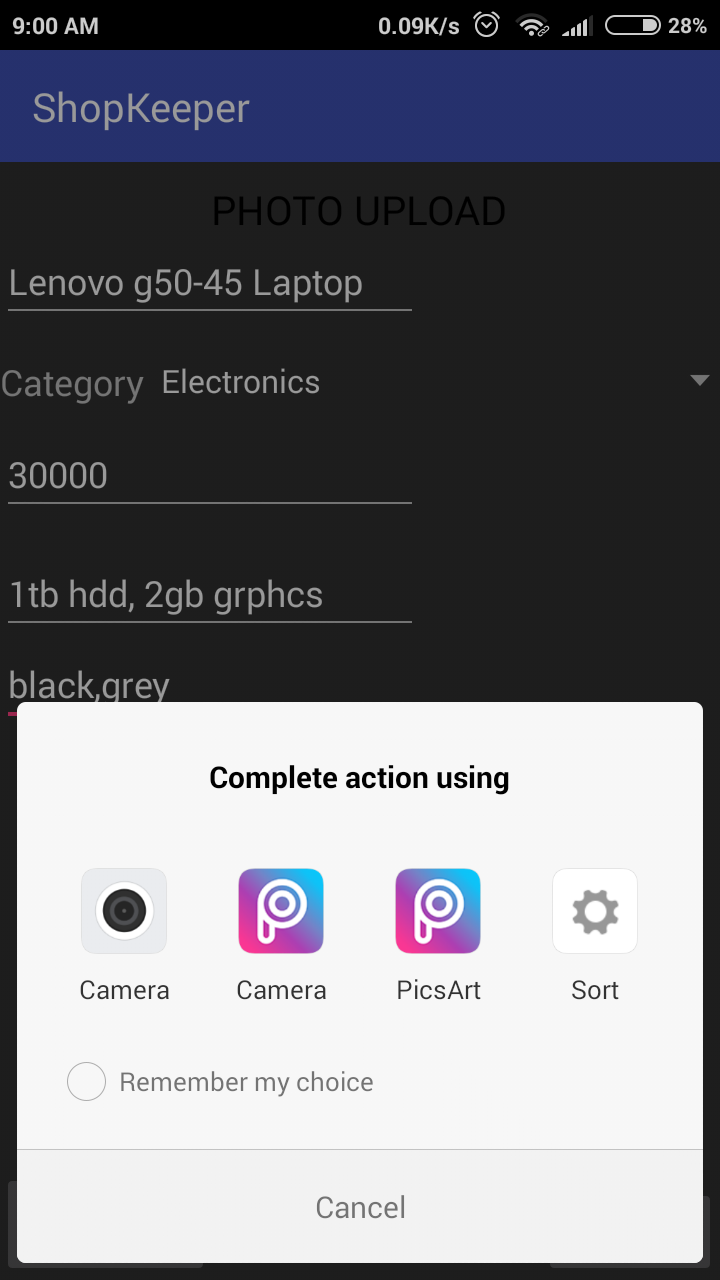 9:00 AM 0.09K/s 28%
ShopKeeper
PHOTO UPLOAD
Lenovo g50-45 Laptop
Category Electronics
30000
1tb hdd, 2gb grphcs
black,grey
Complete action using
Camera Camera PicsArt Sort
Remember my choice
Cancel